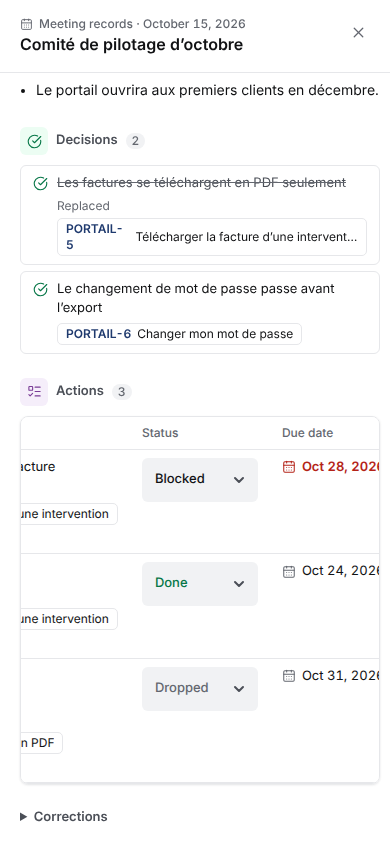 Meeting records · October 15, 2026
Comité de pilotage d’octobre
• Le portail ouvrira aux premiers clients en décembre.
Decisions 2
Les factures se téléchargent en PDF seulement
Replaced
PORTAIL-5 Télécharger la facture d’une intervent…
Le changement de mot de passe passe avant
l’export
PORTAIL-6 Changer mon mot de passe
Actions 3
Status Due date
acture Blocked Oct 28, 2026
une intervention
Done Oct 24, 2026
une intervention
Dropped Oct 31, 2026
n PDF
Corrections